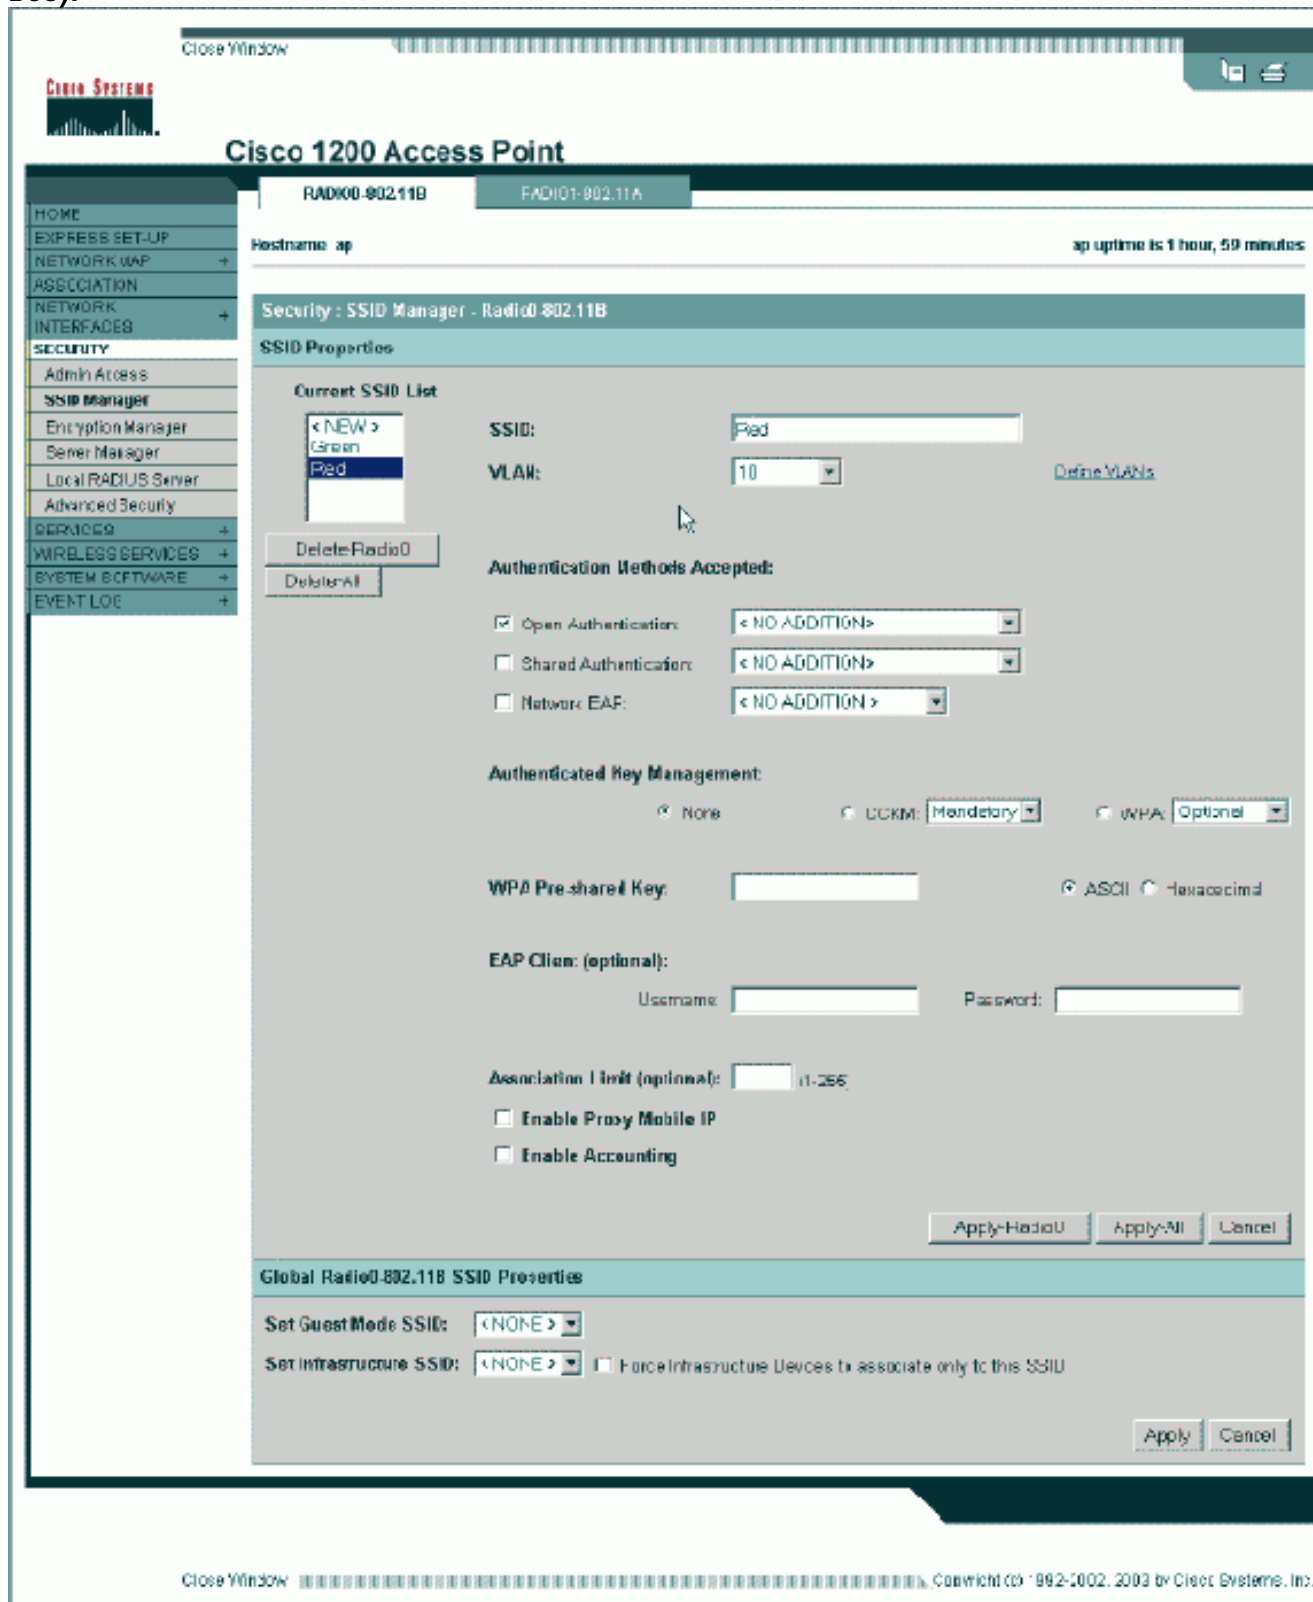 Close Window
CISCO SYSTEMS
Cisco 1200 Access Point
RADIO0-802.11B
RADIO1-802.11A
HOME
EXPRESS SET-UP
NETWORK MAP +
ASSOCIATION
NETWORK INTERFACES +
SECURITY
Admin Access
SSID Manager
Encryption Manager
Server Manager
Local RADIUS Server
Advanced Security
SERVICES +
WIRELESS SERVICES +
SYSTEM SOFTWARE +
EVENT LOG +
Hostname ap
ap uptime is 1 hour, 59 minutes
Security : SSID Manager - Radio0-802.11B
SSID Properties
Current SSID List
< NEW >
Green
Red
Delete-Radio0
Delete-All
SSID: Red
VLAN: 10 Define VLANs
Authentication Methods Accepted:
Open Authentication: < NO ADDITION>
Shared Authentication: < NO ADDITION>
Network EAP: < NO ADDITION >
Authenticated Key Management:
None CCKM: Mandatory WPA: Optional
WPA Pre-shared Key: ASCII Hexadecimal
EAP Client (optional):
Username: Password:
Association Limit (optional): (1-256)
Enable Proxy Mobile IP
Enable Accounting
Apply-Radio0 Apply-All Cancel
Global Radio0-802.11B SSID Properties
Set Guest Mode SSID: < NONE >
Set Infrastructure SSID: < NONE > Force Infrastructure Devices to associate only to this SSID
Apply Cancel
Close Window
Copyright (c) 1992-2002, 2003 by Cisco Systems, Inc.